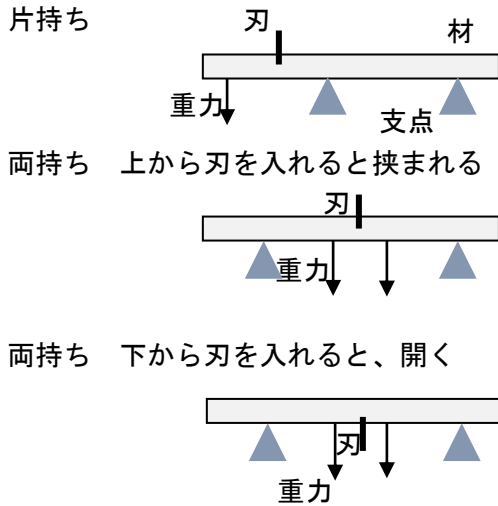 片持ち
刃
材
重力
支点
両持ち　上から刃を入れると挟まれる
刃
重力
両持ち　下から刃を入れると、開く
刃
重力